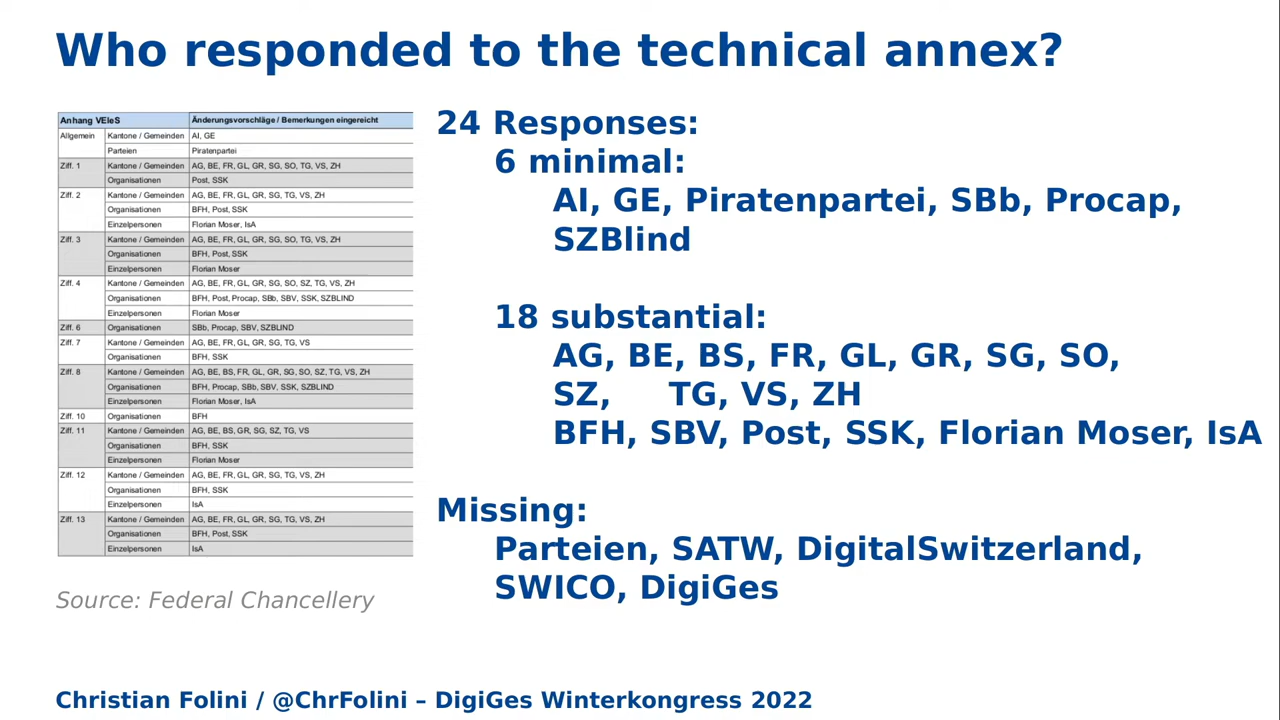 Who responded to the technical annex?
Anhang VEleS Änderungsvorschläge / Bemerkungen eingereicht
Allgemein Kantone / Gemeinden AI, GE
Parteien Piratenpartei
Ziff. 1 Kantone / Gemeinden AG, BE, FR, GL, GR, SG, SO, TG, VS, ZH
Organisationen Post, SSK
Ziff. 2 Kantone / Gemeinden AG, BE, FR, GL, GR, SG, TG, VS, ZH
Organisationen BFH, Post, SSK
Einzelpersonen Florian Moser, IsA
Ziff. 3 Kantone / Gemeinden AG, BE, FR, GL, GR, SG, SO, TG, VS, ZH
Organisationen BFH, Post, SSK
Einzelpersonen Florian Moser
Ziff. 4 Kantone / Gemeinden AG, BE, FR, GL, GR, SG, SO, SZ, TG, VS, ZH
Organisationen BFH, Post, Procap, SBb, SBV, SSK, SZBLIND
Einzelpersonen Florian Moser
Ziff. 6 Organisationen SBb, Procap, SBV, SZBLIND
Ziff. 7 Kantone / Gemeinden AG, BE, FR, GL, GR, SG, TG, VS
Organisationen BFH, SSK
Ziff. 8 Kantone / Gemeinden AG, BE, BS, FR, GL, GR, SG, SO, SZ, TG, VS, ZH
Organisationen BFH, Procap, SBb, SBV, SSK, SZBLIND
Einzelpersonen Florian Moser, IsA
Ziff. 10 Organisationen BFH
Ziff. 11 Kantone / Gemeinden AG, BE, BS, GR, SG, SZ, TG, VS
Organisationen BFH, SSK
Einzelpersonen Florian Moser
Ziff. 12 Kantone / Gemeinden AG, BE, FR, GL, GR, SG, TG, VS, ZH
Organisationen BFH, SSK
Einzelpersonen IsA
Ziff. 13 Kantone / Gemeinden AG, BE, FR, GL, GR, SG, TG, VS, ZH
Organisationen BFH, Post, SSK
Einzelpersonen IsA
Source: Federal Chancellery
24 Responses:
6 minimal:
AI, GE, Piratenpartei, SBb, Procap,
SZBlind
18 substantial:
AG, BE, BS, FR, GL, GR, SG, SO,
SZ, TG, VS, ZH
BFH, SBV, Post, SSK, Florian Moser, IsA
Missing:
Parteien, SATW, DigitalSwitzerland,
SWICO, DigiGes
Christian Folini / @ChrFolini – DigiGes Winterkongress 2022